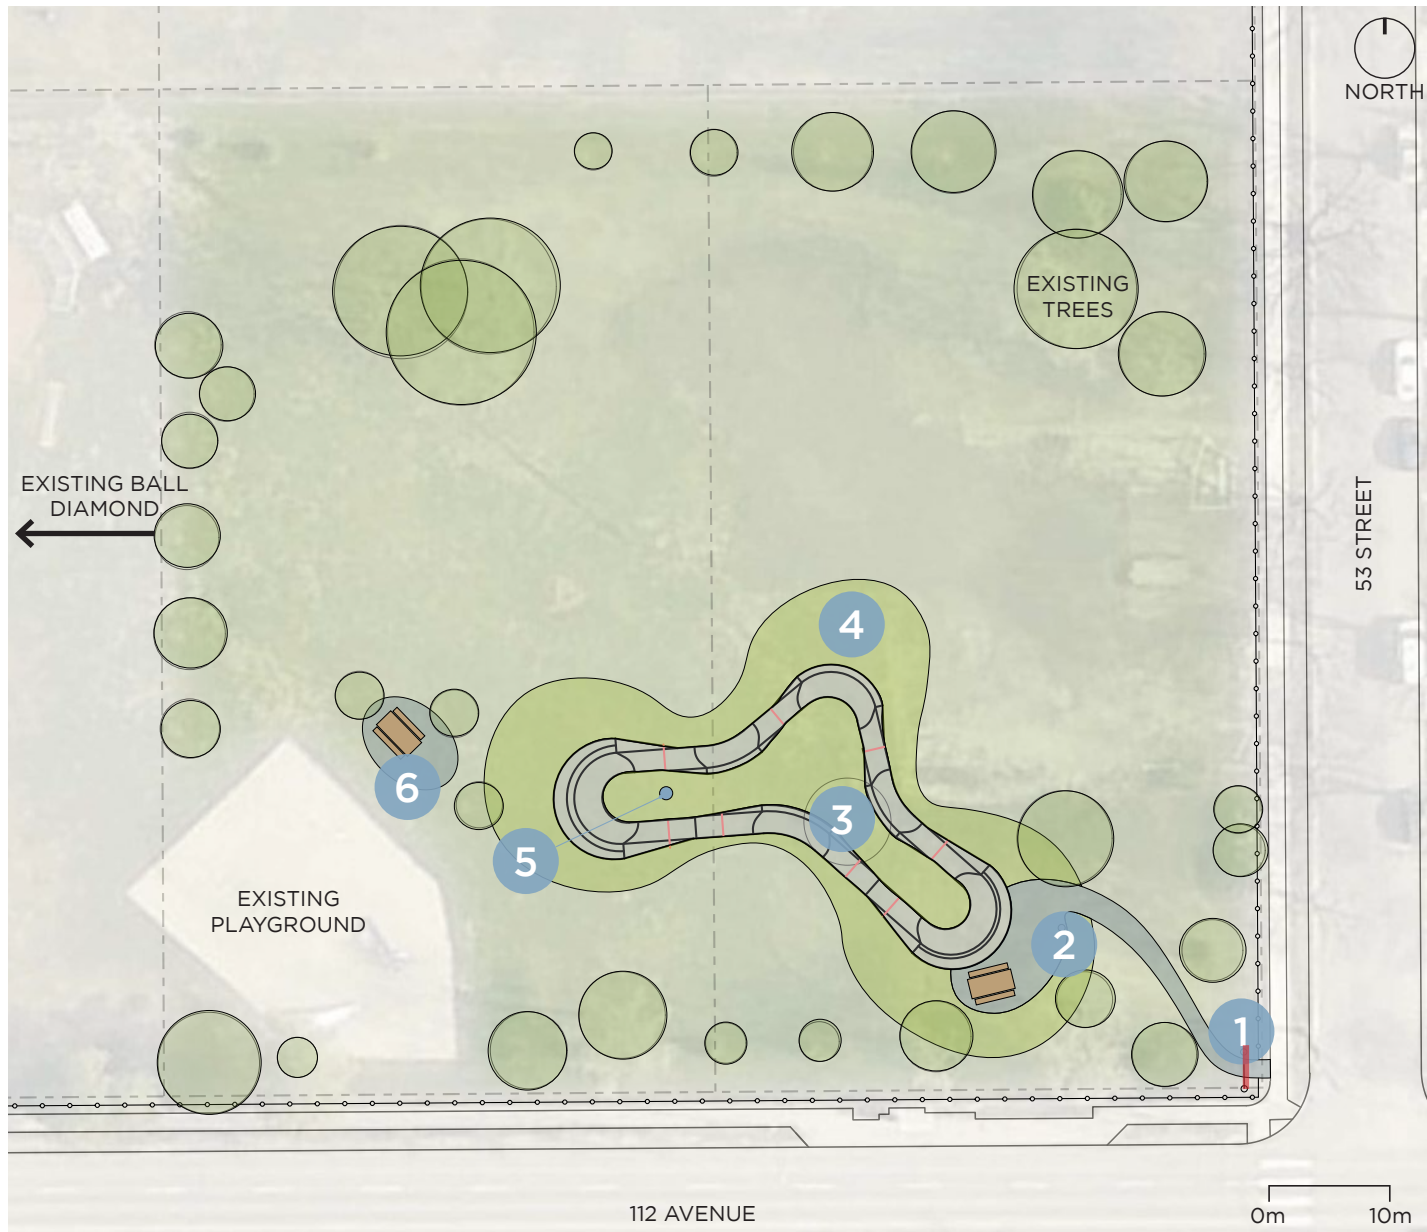 NORTH
EXISTING
TREES
EXISTING BALL
DIAMOND
53 STREET
4
6
3
5
EXISTING
PLAYGROUND
2
1
112 AVENUE
0m 10m